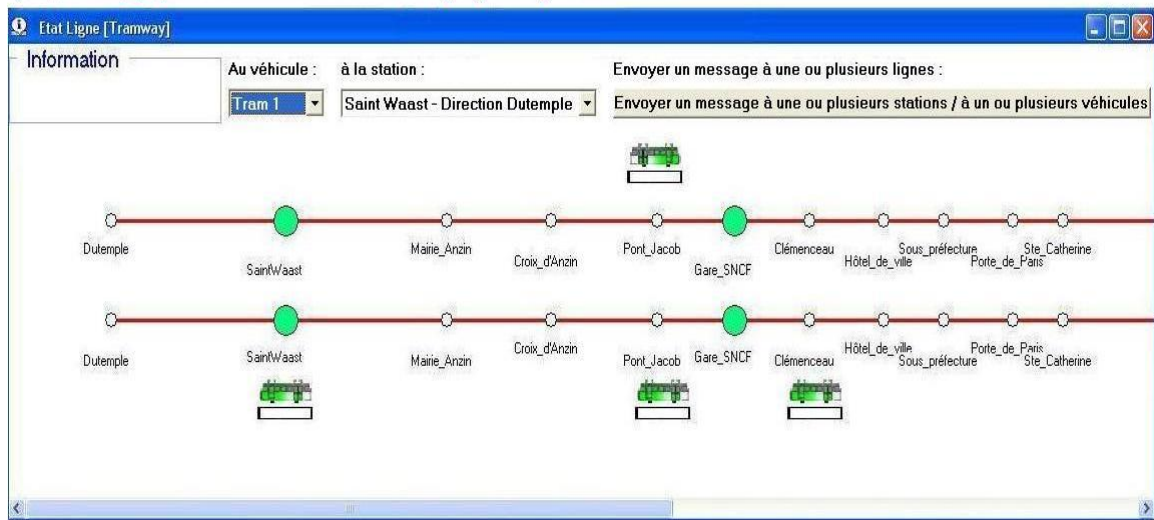 Etat Ligne [Tramway]
Information
Au véhicule :
à la station :
Envoyer un message à une ou plusieurs lignes :
Tram 1
Saint Waast - Direction Dutemple
Envoyer un message à une ou plusieurs stations / à un ou plusieurs véhicules
Dutemple
SaintWaast
Mairie_Anzin
Croix_d'Anzin
Pont_Jacob
Gare_SNCF
Clémenceau
Hôtel_de_ville
Sous_préfecture
Porte_de_Paris
Ste_Catherine
Dutemple
SaintWaast
Mairie_Anzin
Croix_d'Anzin
Pont_Jacob
Gare_SNCF
Clémenceau
Hôtel_de_ville
Sous_préfecture
Porte_de_Paris
Ste_Catherine